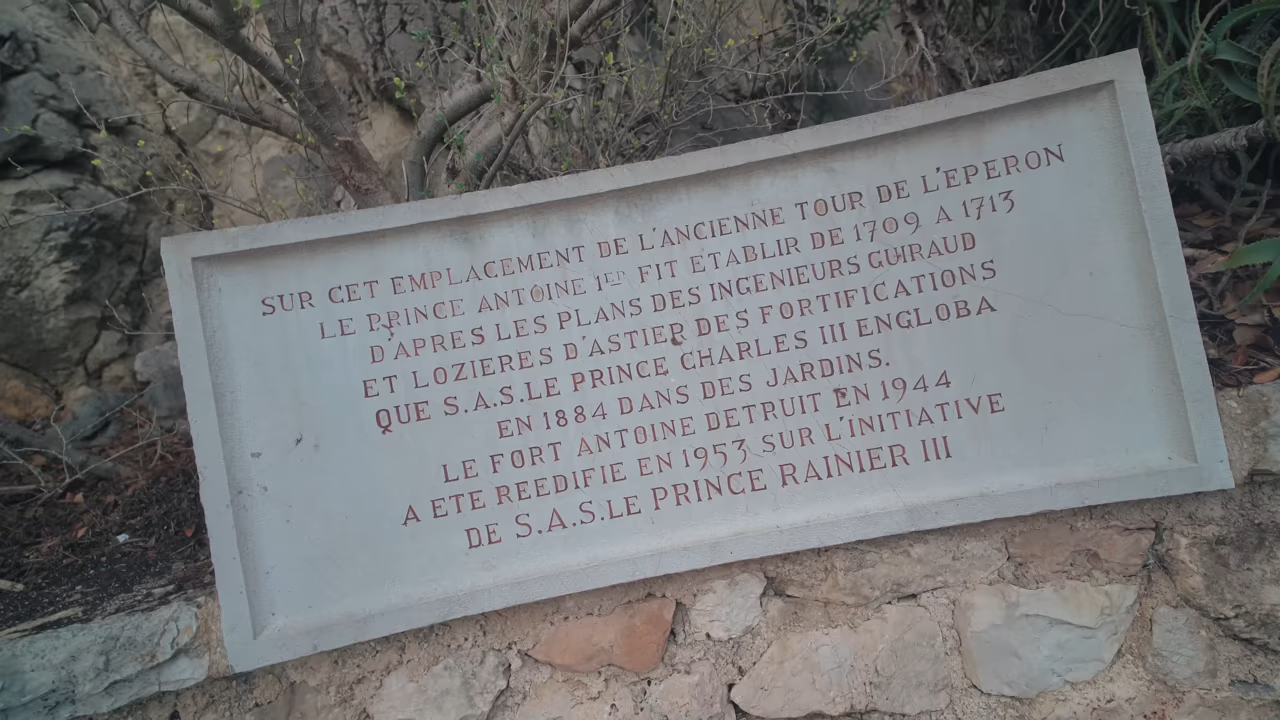 SUR CET EMPLACEMENT DE L'ANCIENNE TOUR DE L'EPERON
LE PRINCE ANTOINE 1ER FIT ETABLIR DE 1709 A 1713
D'APRES LES PLANS DES INGENIEURS GUIRAUD
ET LOZIERES D'ASTIER DES FORTIFICATIONS
QUE S.A.S.LE PRINCE CHARLES III ENGLOBA
EN 1884 DANS DES JARDINS.
LE FORT ANTOINE DETRUIT EN 1944
A ETE REEDIFIE EN 1953 SUR L'INITIATIVE
DE S.A.S.LE PRINCE RAINIER III